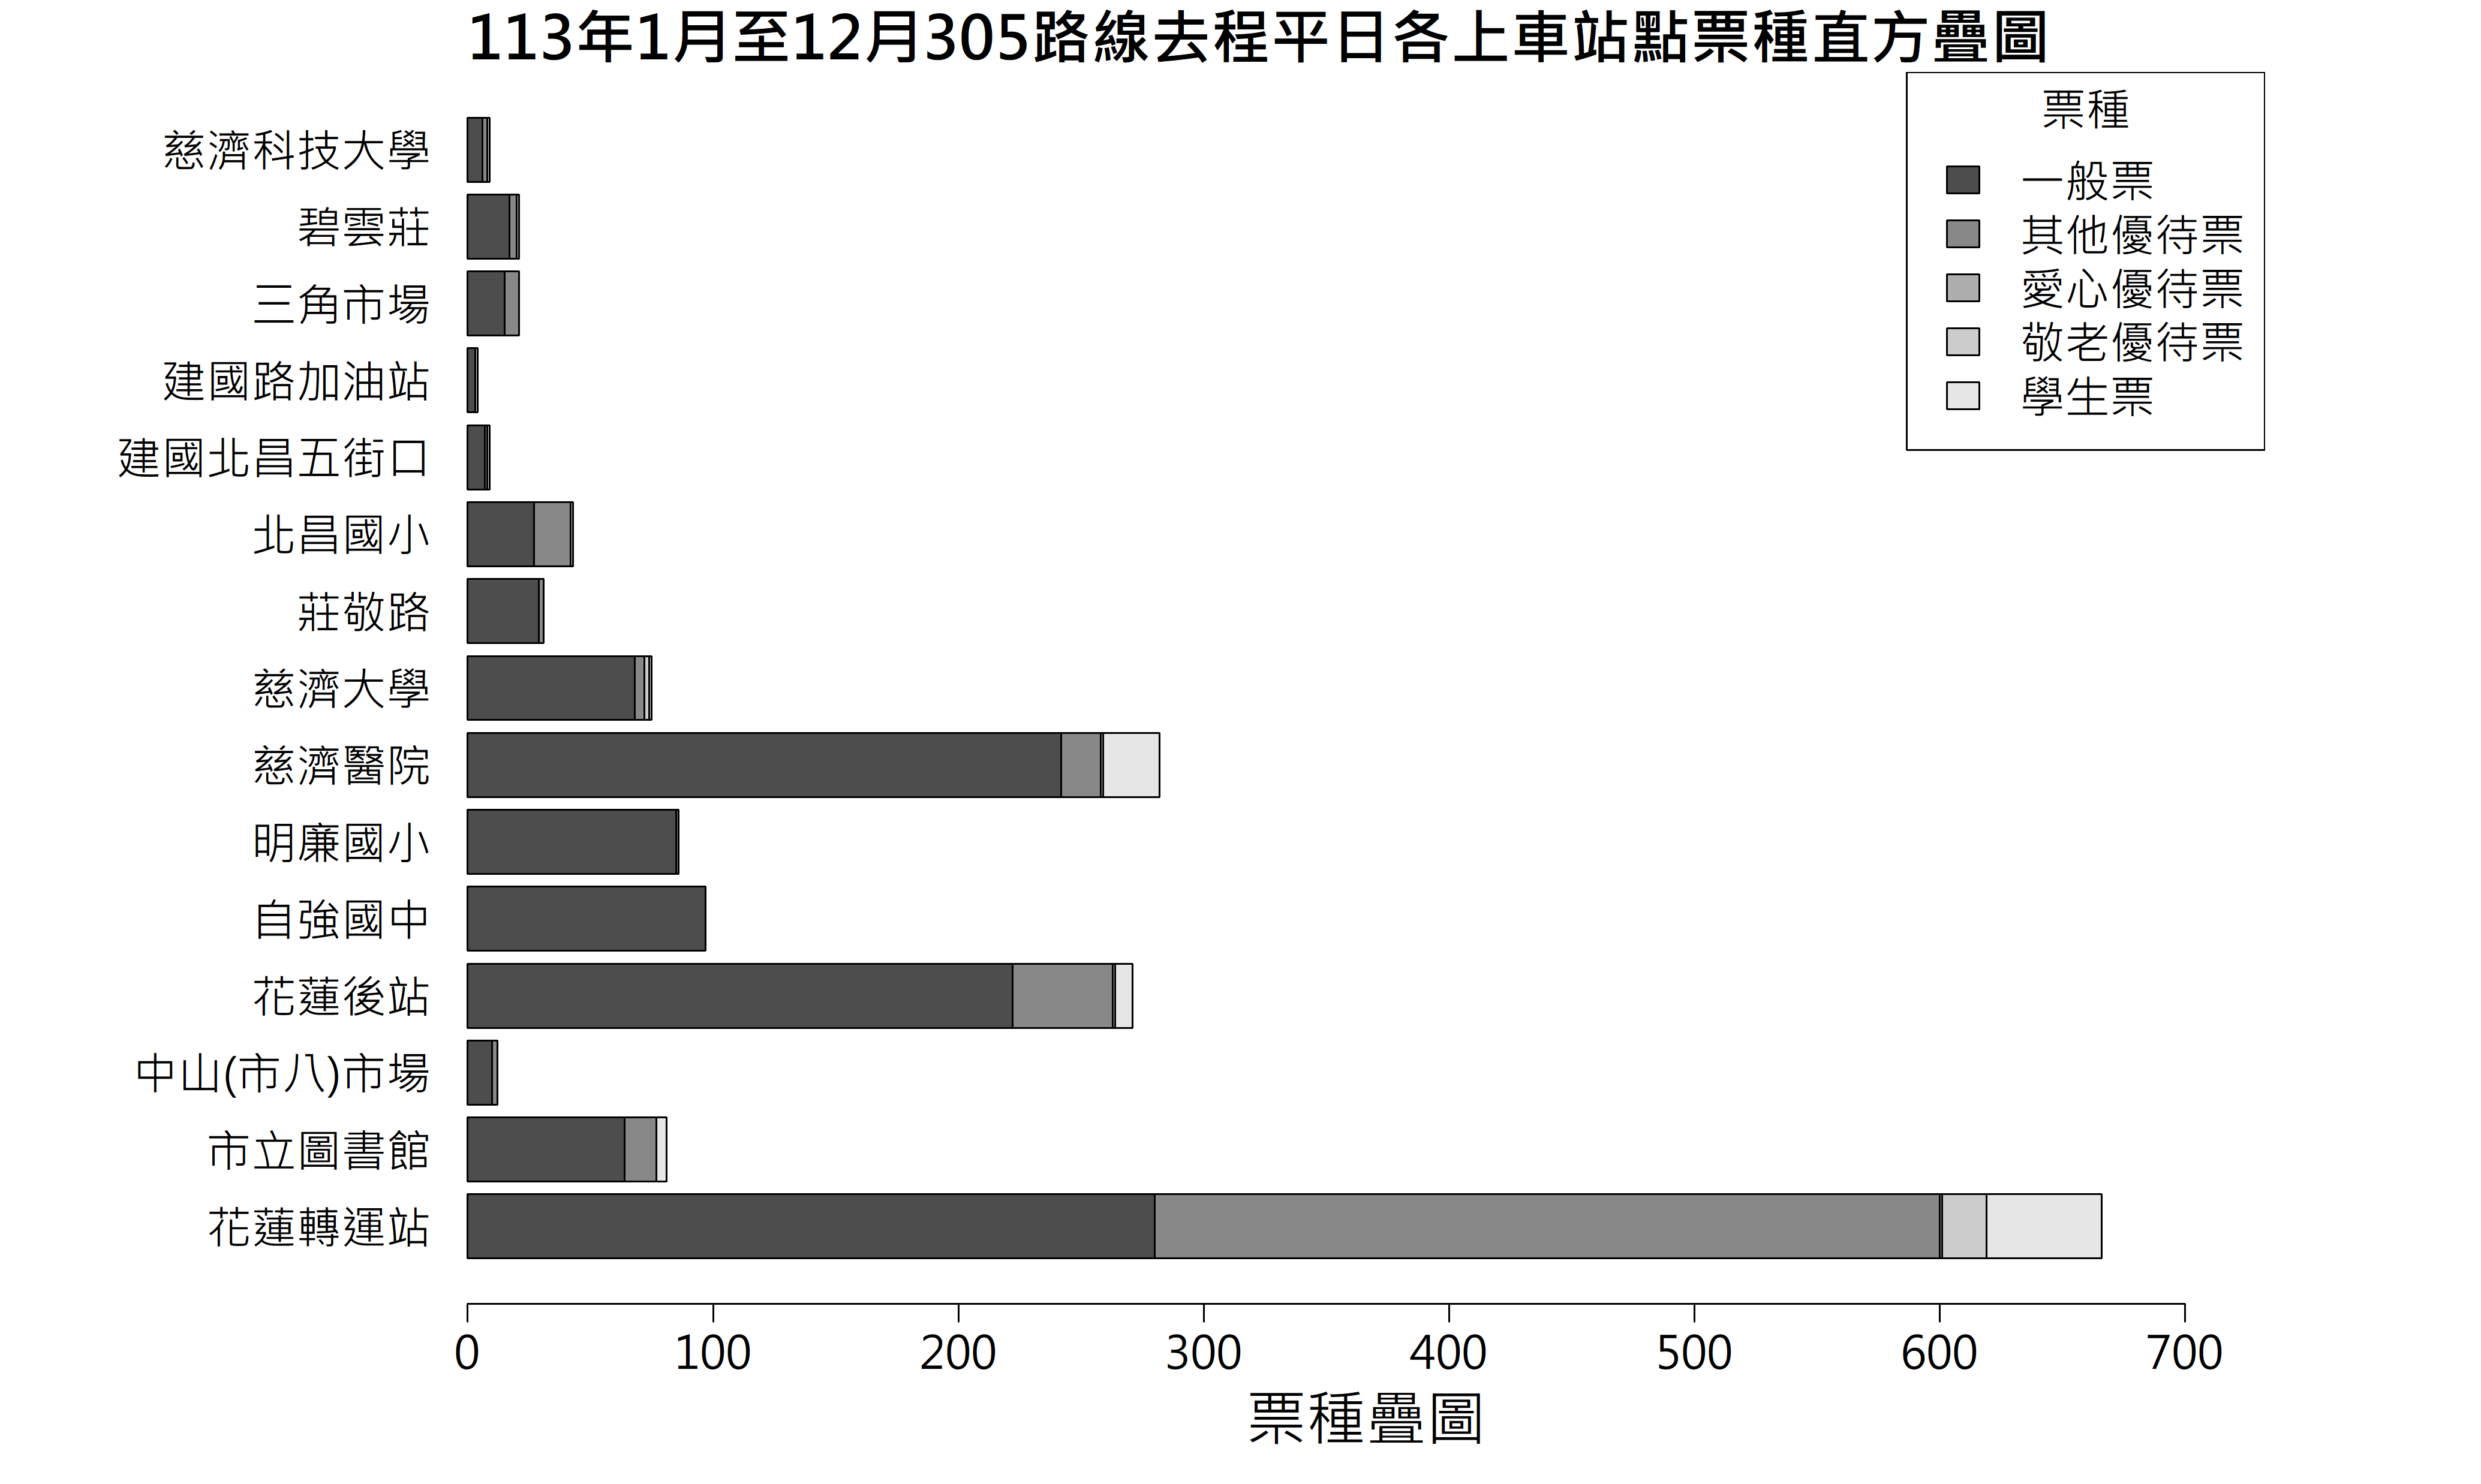 113年1月至12月305路線去程平日各上車站點票種直方疊圖
票種
一般票
其他優待票
愛心優待票
敬老優待票
學生票
慈濟科技大學
碧雲莊
三角市場
建國路加油站
建國北昌五街口
北昌國小
莊敬路
慈濟大學
慈濟醫院
明廉國小
自強國中
花蓮後站
中山(市八)市場
市立圖書館
花蓮轉運站
0 100 200 300 400 500 600 700
票種疊圖